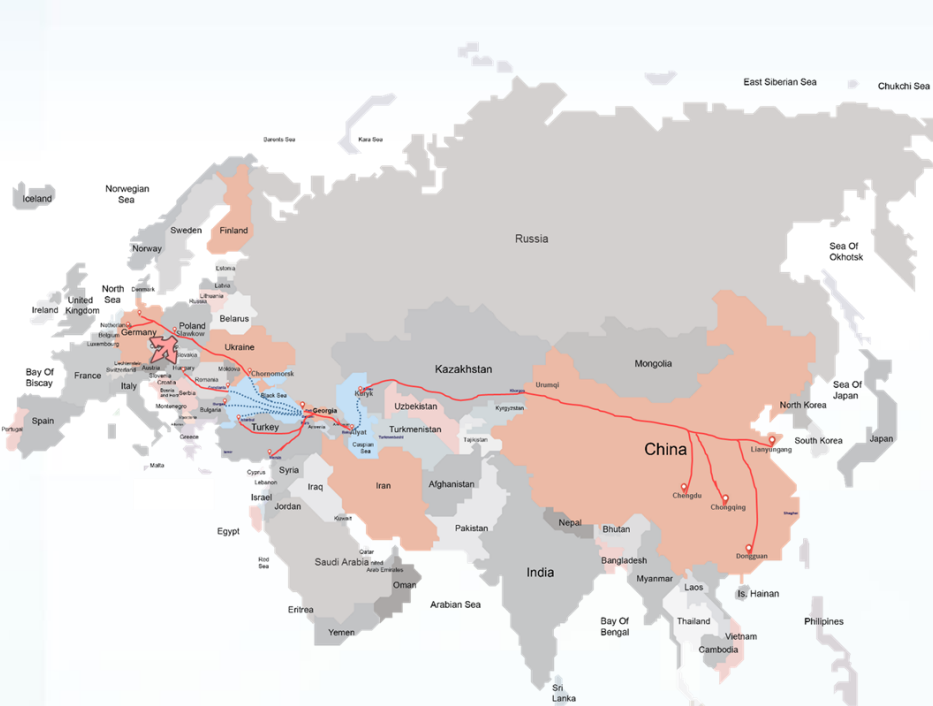 East Siberian Sea
Chukchi Sea
Barents Sea
Kara Sea
Iceland
Norwegian
Sea
Sweden
Finland
Norway
Russia
Sea Of
Okhotsk
Estonia
Latvia
Lithuania
Russia
Denmark
North
Sea
Ireland
United
Kingdom
Belarus
Poland
Slawkow
Germany
Belgium
Luxembourg
Ukraine
Slovakia
Austria
Hungary
Moldova
Chornomorsk
Kazakhstan
Mongolia
Urumqi
Bay Of
Biscay
France
Switzerland
Italy
Slovenia
Croatia
Romania
Serbia
Black Sea
Kuryk
Uzbekistan
Kyrgyzstan
North Korea
Sea Of
Japan
Montenegro
Bulgaria
Georgia
Armenia
Spain
Portugal
Turkey
Turkmenistan
Tajikistan
Caspian
Sea
China
South Korea
Japan
Lianyungang
Greece
Malta
Cyprus
Syria
Lebanon
Iraq
Iran
Afghanistan
Chengdu
Chongqing
Israel
Jordan
Kuwait
Pakistan
Nepal
Bhutan
Shanghai
Egypt
Qatar
Saudi Arabia
Arab Emirates
Bangladesh
Dongguan
Oman
India
Myanmar
Laos
Is. Hainan
Eritrea
Arabian Sea
Yemen
Bay Of
Bengal
Thailand
Vietnam
Cambodia
Philipines
Sri
Lanka